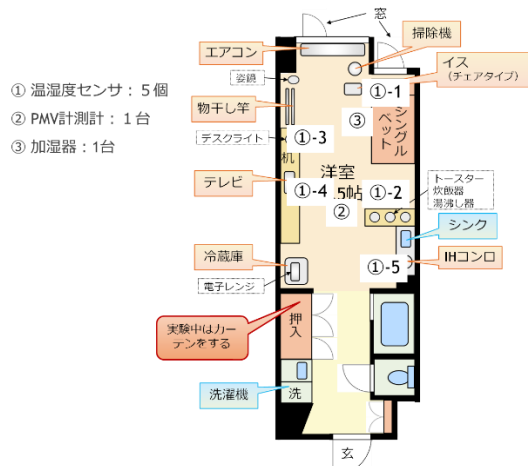 窓
エアコン
掃除機
姿鏡
イス
(チェアタイプ)
①-1
① 温湿度センサ：５個
② PMV計測計：１台
③ 加湿器：1台
物干し竿
③
シングル
ベット
デスクライト
①-3
机
洋室
テレビ
①-4
5帖
①-2
②
トースター
炊飯器
湯沸し器
シンク
冷蔵庫
①-5
IHコンロ
電子レンジ
実験中はカー
テンをする
押入
洗濯機
洗
玄